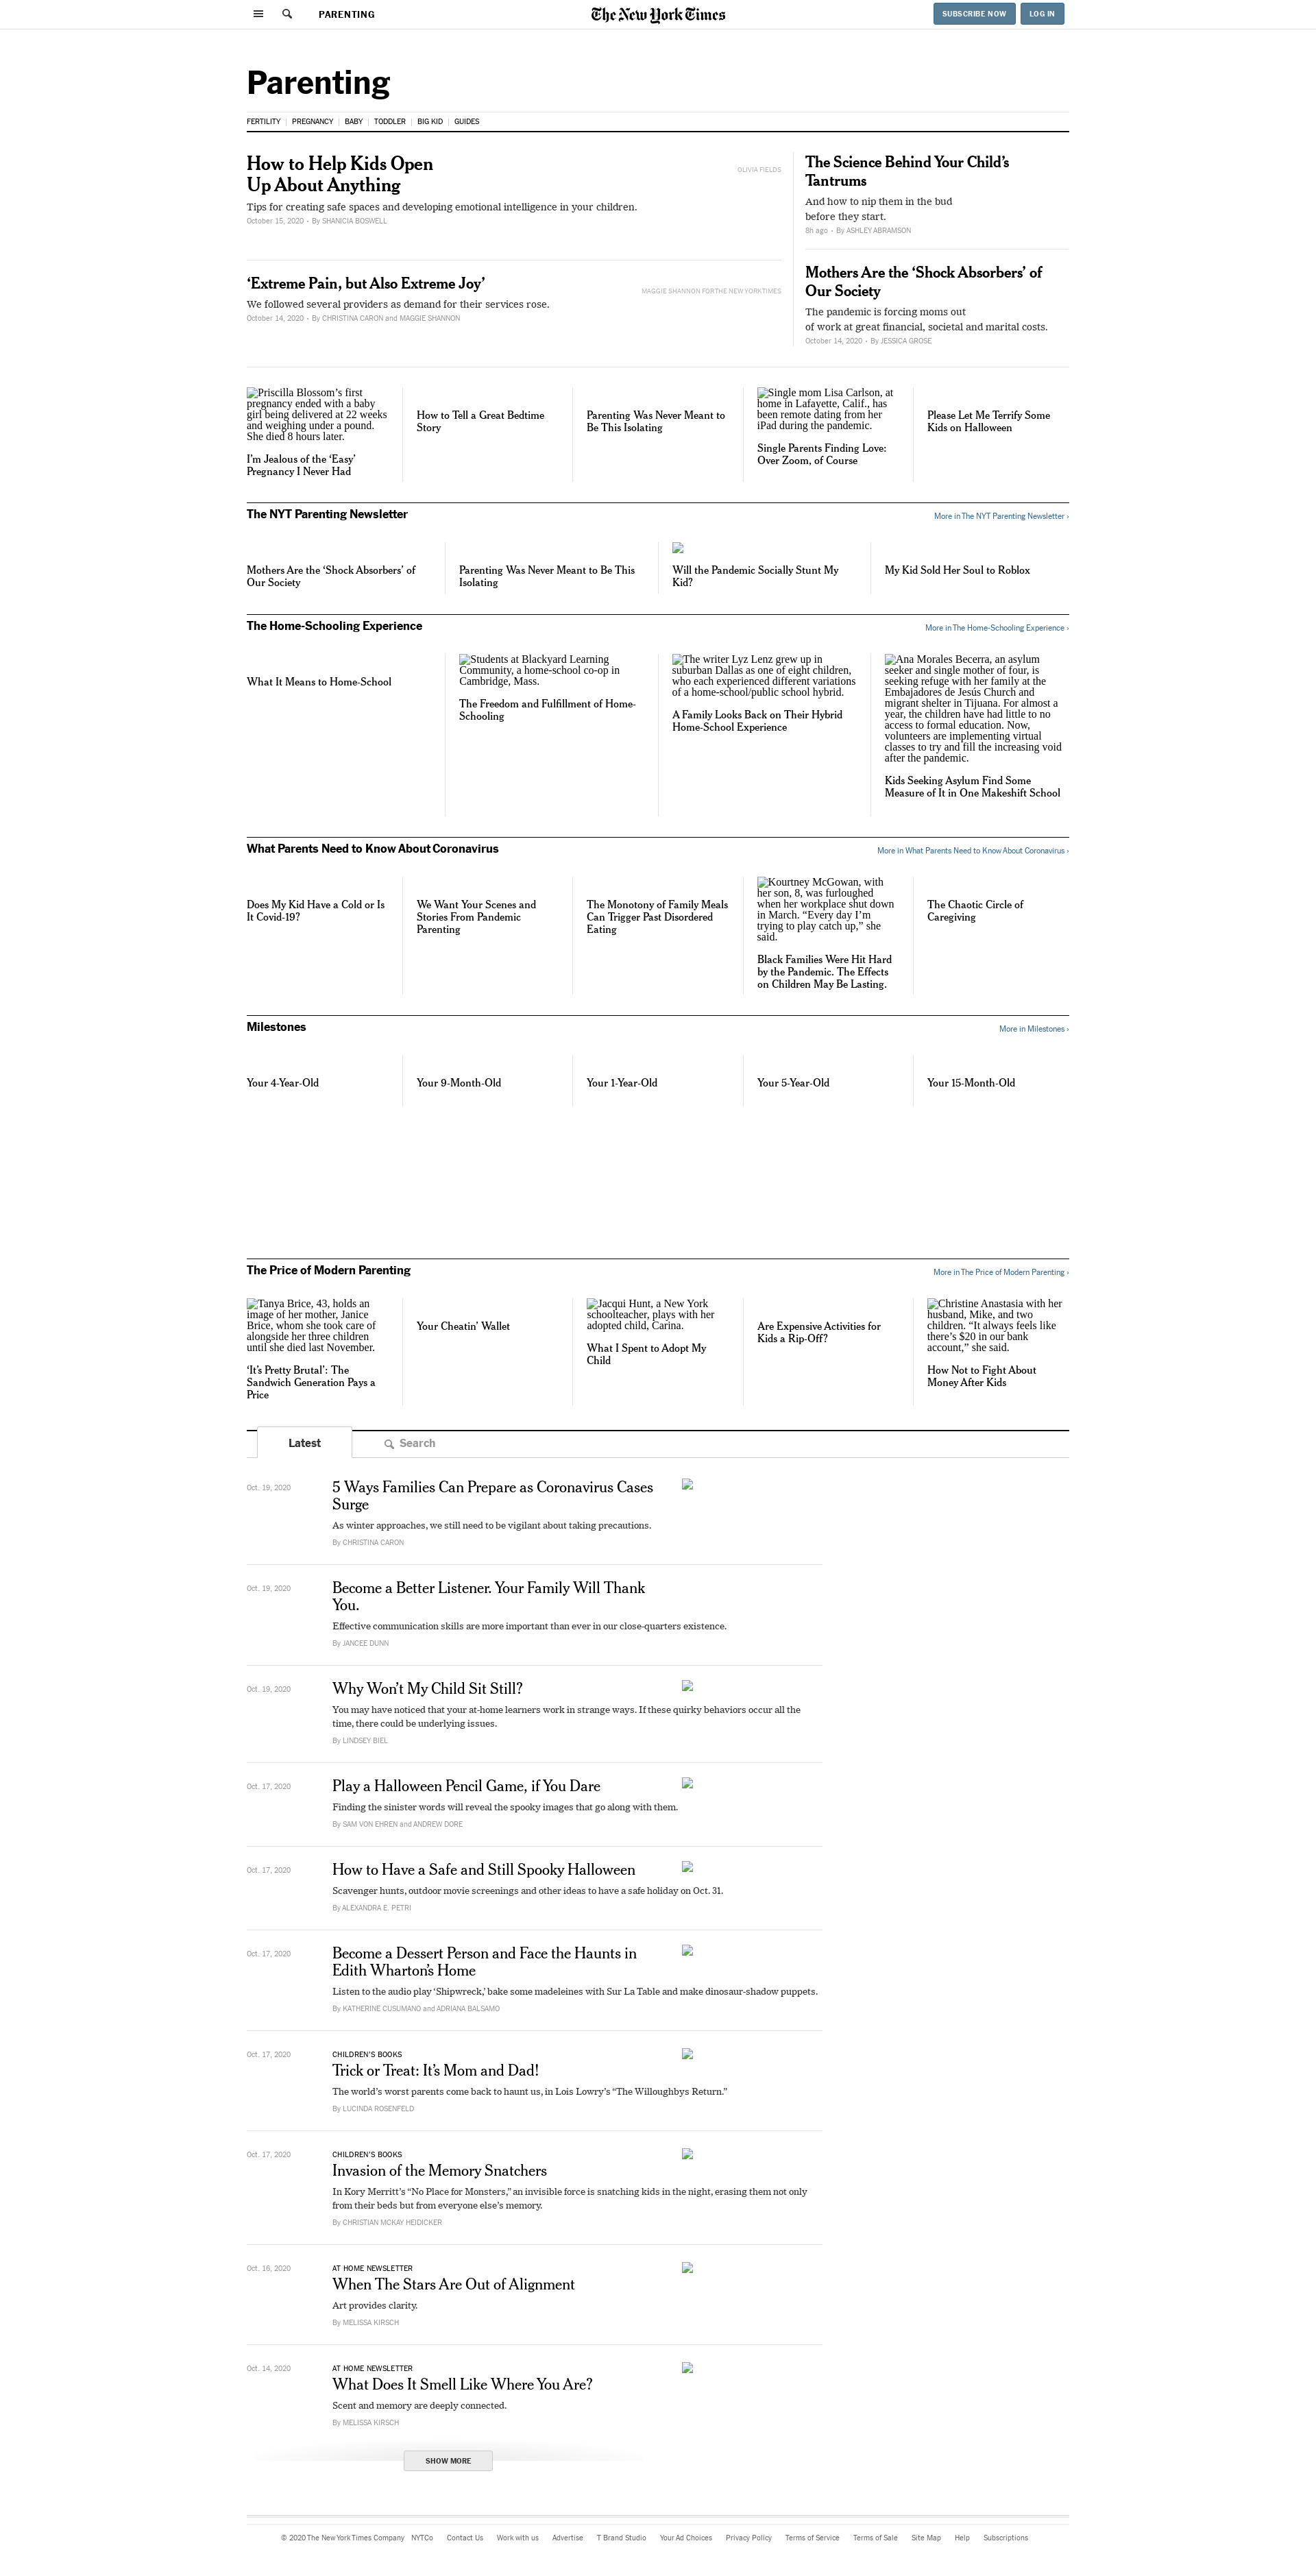 PARENTING
The New York Times
SUBSCRIBE NOW
LOG IN
Parenting
FERTILITY
PREGNANCY
BABY
TODDLER
BIG KID
GUIDES
How to Help Kids Open
Up About Anything
Tips for creating safe spaces and developing emotional intelligence in your children.
October 15, 2020 - By SHANICIA BOSWELL
OLIVIA FIELDS
‘Extreme Pain, but Also Extreme Joy’
We followed several providers as demand for their services rose.
October 14, 2020 - By CHRISTINA CARON and MAGGIE SHANNON
MAGGIE SHANNON FOR THE NEW YORK TIMES
The Science Behind Your Child’s
Tantrums
And how to nip them in the bud
before they start.
8h ago - By ASHLEY ABRAMSON
Mothers Are the ‘Shock Absorbers’ of
Our Society
The pandemic is forcing moms out
of work at great financial, societal and marital costs.
October 14, 2020 - By JESSICA GROSE
Priscilla Blossom’s first
pregnancy ended with a baby
girl being delivered at 22 weeks
and weighing under a pound.
She died 8 hours later.
I’m Jealous of the ‘Easy’
Pregnancy I Never Had
How to Tell a Great Bedtime
Story
Parenting Was Never Meant to
Be This Isolating
Single mom Lisa Carlson, at
home in Lafayette, Calif., has
been remote dating from her
iPad during the pandemic.
Single Parents Finding Love:
Over Zoom, of Course
Please Let Me Terrify Some
Kids on Halloween
The NYT Parenting Newsletter
More in The NYT Parenting Newsletter ›
Mothers Are the ‘Shock Absorbers’ of
Our Society
Parenting Was Never Meant to Be This
Isolating
Will the Pandemic Socially Stunt My
Kid?
My Kid Sold Her Soul to Roblox
The Home-Schooling Experience
More in The Home-Schooling Experience ›
What It Means to Home-School
Students at Blackyard Learning
Community, a home-school co-op in
Cambridge, Mass.
The Freedom and Fulfillment of Home-
Schooling
The writer Lyz Lenz grew up in
suburban Dallas as one of eight children,
who each experienced different variations
of a home-school/public school hybrid.
A Family Looks Back on Their Hybrid
Home-School Experience
Ana Morales Becerra, an asylum
seeker and single mother of four, is
seeking refuge with her family at the
Embajadores de Jesús Church and
migrant shelter in Tijuana. For almost a
year, the children have had little to no
access to formal education. Now,
volunteers are implementing virtual
classes to try and fill the increasing void
after the pandemic.
Kids Seeking Asylum Find Some
Measure of It in One Makeshift School
What Parents Need to Know About Coronavirus
More in What Parents Need to Know About Coronavirus ›
Does My Kid Have a Cold or Is
It Covid-19?
We Want Your Scenes and
Stories From Pandemic
Parenting
The Monotony of Family Meals
Can Trigger Past Disordered
Eating
Kourtney McGowan, with
her son, 8, was furloughed
when her workplace shut down
in March. “Every day I’m
trying to play catch up,” she
said.
Black Families Were Hit Hard
by the Pandemic. The Effects
on Children May Be Lasting.
The Chaotic Circle of
Caregiving
Milestones
More in Milestones ›
Your 4-Year-Old
Your 9-Month-Old
Your 1-Year-Old
Your 5-Year-Old
Your 15-Month-Old
The Price of Modern Parenting
More in The Price of Modern Parenting ›
Tanya Brice, 43, holds an
image of her mother, Janice
Brice, whom she took care of
alongside her three children
until she died last November.
‘It’s Pretty Brutal’: The
Sandwich Generation Pays a
Price
Your Cheatin’ Wallet
Jacqui Hunt, a New York
schoolteacher, plays with her
adopted child, Carina.
What I Spent to Adopt My
Child
Are Expensive Activities for
Kids a Rip-Off?
Christine Anastasia with her
husband, Mike, and two
children. “It always feels like
there’s $20 in our bank
account,” she said.
How Not to Fight About
Money After Kids
Latest
Search
Oct. 19, 2020
5 Ways Families Can Prepare as Coronavirus Cases
Surge
As winter approaches, we still need to be vigilant about taking precautions.
By CHRISTINA CARON
Oct. 19, 2020
Become a Better Listener. Your Family Will Thank
You.
Effective communication skills are more important than ever in our close-quarters existence.
By JANCEE DUNN
Oct. 19, 2020
Why Won’t My Child Sit Still?
You may have noticed that your at-home learners work in strange ways. If these quirky behaviors occur all the
time, there could be underlying issues.
By LINDSEY BIEL
Oct. 17, 2020
Play a Halloween Pencil Game, if You Dare
Finding the sinister words will reveal the spooky images that go along with them.
By SAM VON EHREN and ANDREW DORE
Oct. 17, 2020
How to Have a Safe and Still Spooky Halloween
Scavenger hunts, outdoor movie screenings and other ideas to have a safe holiday on Oct. 31.
By ALEXANDRA E. PETRI
Oct. 17, 2020
Become a Dessert Person and Face the Haunts in
Edith Wharton’s Home
Listen to the audio play ‘Shipwreck,’ bake some madeleines with Sur La Table and make dinosaur-shadow puppets.
By KATHERINE CUSUMANO and ADRIANA BALSAMO
Oct. 17, 2020
CHILDREN’S BOOKS
Trick or Treat: It’s Mom and Dad!
The world’s worst parents come back to haunt us, in Lois Lowry’s “The Willoughbys Return.”
By LUCINDA ROSENFELD
Oct. 17, 2020
CHILDREN’S BOOKS
Invasion of the Memory Snatchers
In Kory Merritt’s “No Place for Monsters,” an invisible force is snatching kids in the night, erasing them not only
from their beds but from everyone else’s memory.
By CHRISTIAN MCKAY HEIDICKER
Oct. 16, 2020
AT HOME NEWSLETTER
When The Stars Are Out of Alignment
Art provides clarity.
By MELISSA KIRSCH
Oct. 14, 2020
AT HOME NEWSLETTER
What Does It Smell Like Where You Are?
Scent and memory are deeply connected.
By MELISSA KIRSCH
SHOW MORE
© 2020 The New York Times Company
NYTCo
Contact Us
Work with us
Advertise
T Brand Studio
Your Ad Choices
Privacy Policy
Terms of Service
Terms of Sale
Site Map
Help
Subscriptions